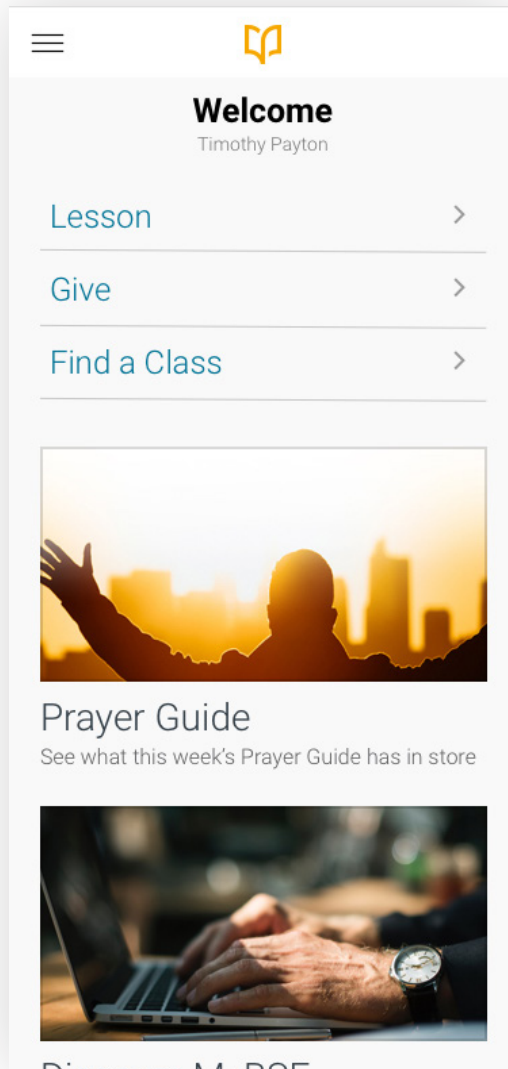 Welcome
Timothy Payton
Lesson
Give
Find a Class
Prayer Guide
See what this week's Prayer Guide has in store